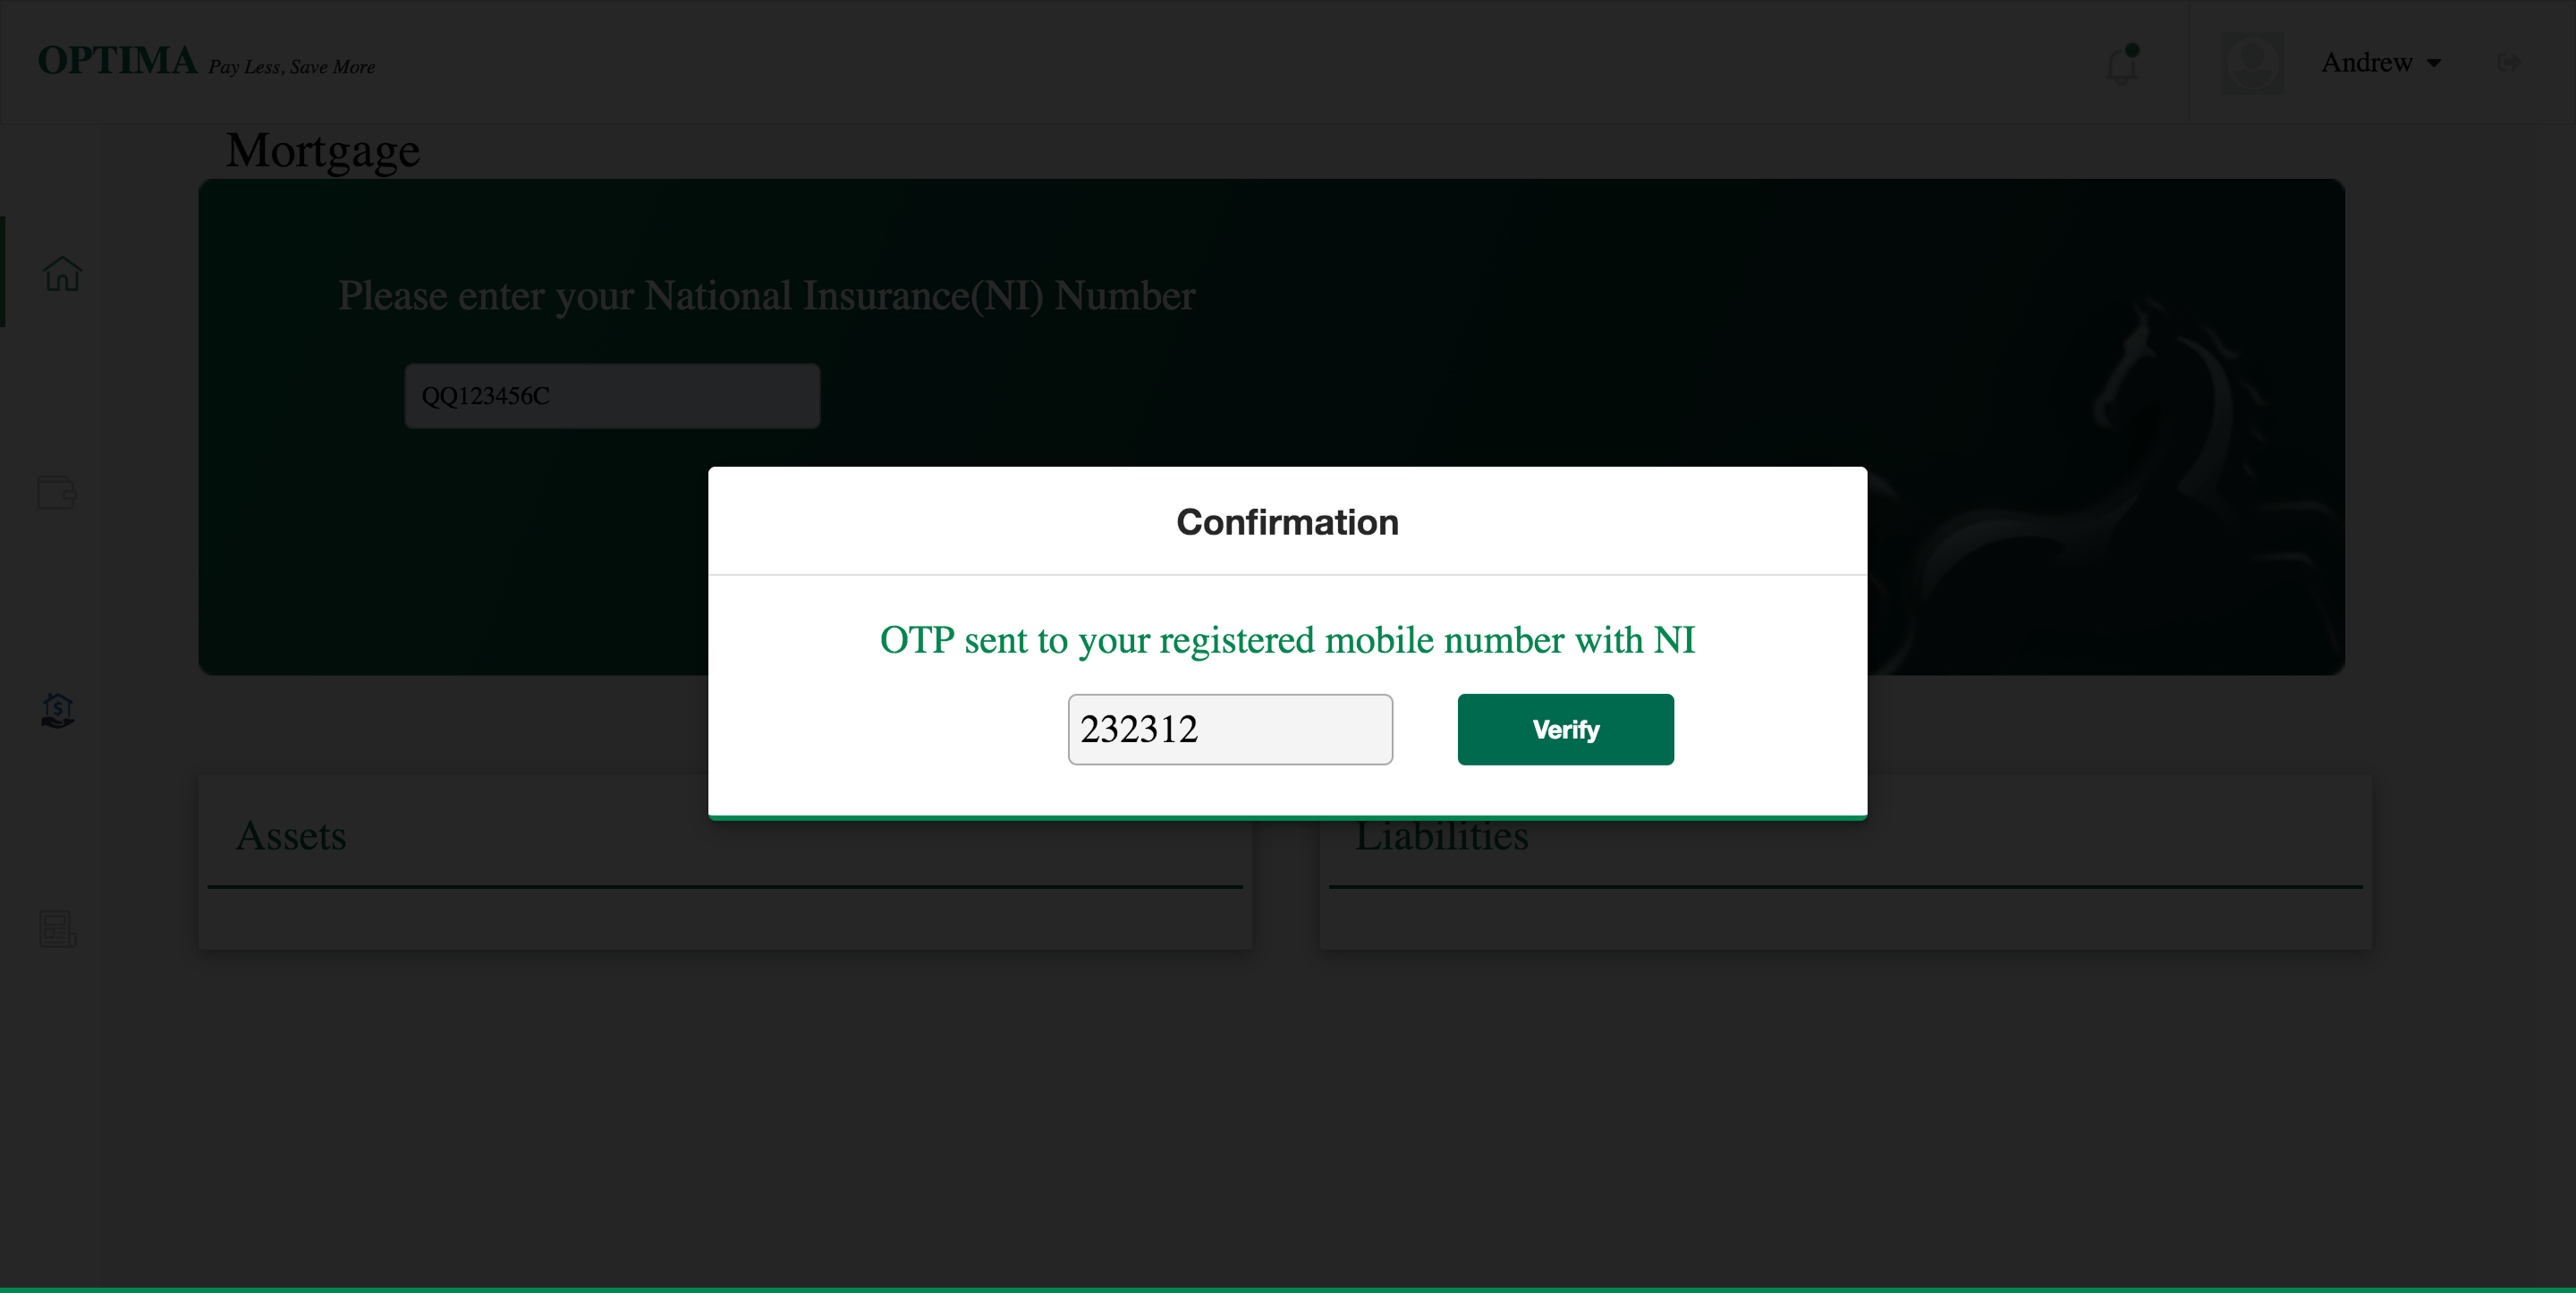 OPTIMA Pay Less, Save More
Andrew
Mortgage
Please enter your National Insurance(NI) Number
QQ123456C
Confirmation
OTP sent to your registered mobile number with NI
232312
Verify
Assets
Liabilities